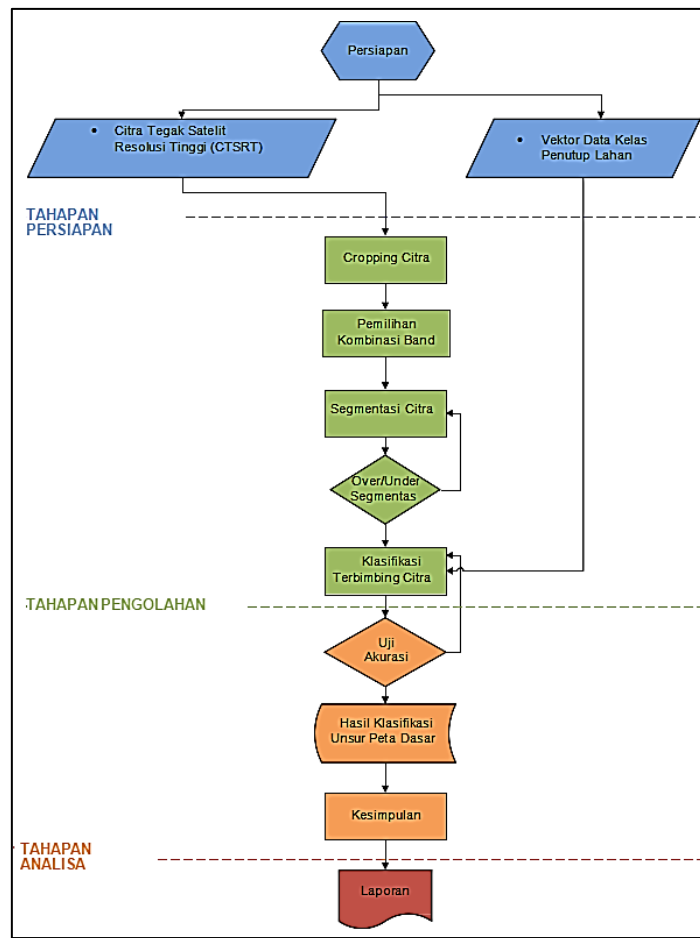 Persiapan
• Citra Tegak Satelit
Resolusi Tinggi (CTSRT)
• Vektor Data Kelas
Penutup Lahan
TAHAPAN
PERSIAPAN
Cropping Citra
Pemilihan
Kombinasi Band
Segmentasi Citra
Over/Under
Segmentas
Klasifikasi
Terbimbing Citra
TAHAPAN PENGOLAHAN
Uji
Akurasi
Hasil Klasifikasi
Unsur Peta Dasar
Kesimpulan
TAHAPAN
ANALISA
Laporan